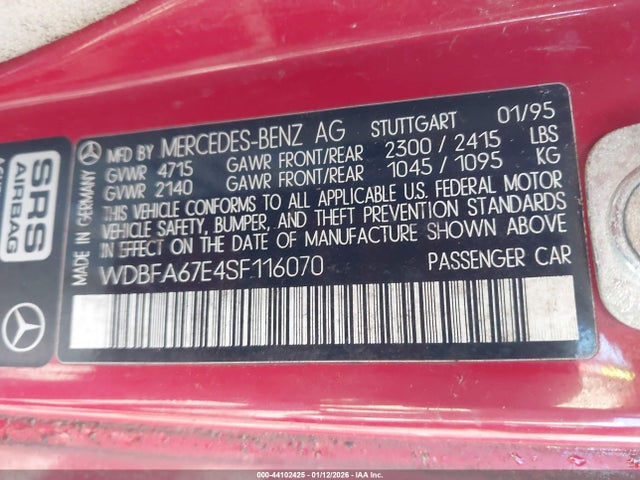 MFD BY MERCEDES-BENZ AG STUTTGART 01/95
GVWR 4715 GAWR FRONT/REAR 2300 / 2415 LBS
GVWR 2140 GAWR FRONT/REAR 1045 / 1095 KG
THIS VEHICLE CONFORMS TO ALL APPLICABLE U.S. FEDERAL MOTOR
VEHICLE SAFETY, BUMPER, AND THEFT PREVENTION STANDARDS
IN EFFECT ON THE DATE OF MANUFACTURE SHOWN ABOVE.
WDBFA67E4SF116070 PASSENGER CAR
MADE IN GERMANY
SRS
AIRBAG
000-44102425 - 01/12/2026 - IAA Inc.